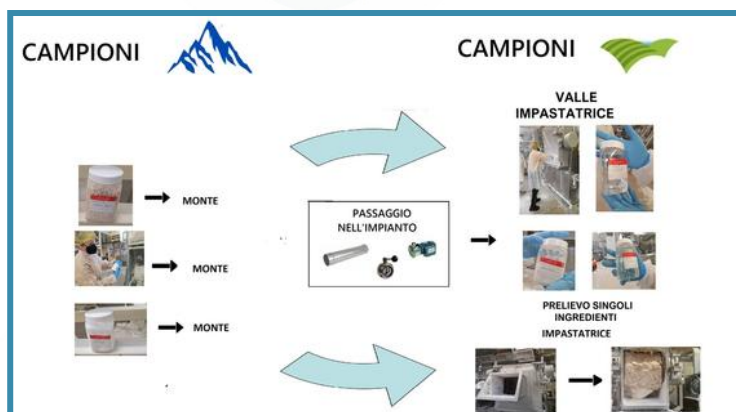 CAMPIONI
CAMPIONI
VALLE
IMPASTATRICE
MONTE
PASSAGGIO
NELL'IMPIANTO
MONTE
MONTE
PRELIEVO SINGOLI
INGREDIENTI
IMPASTATRICE